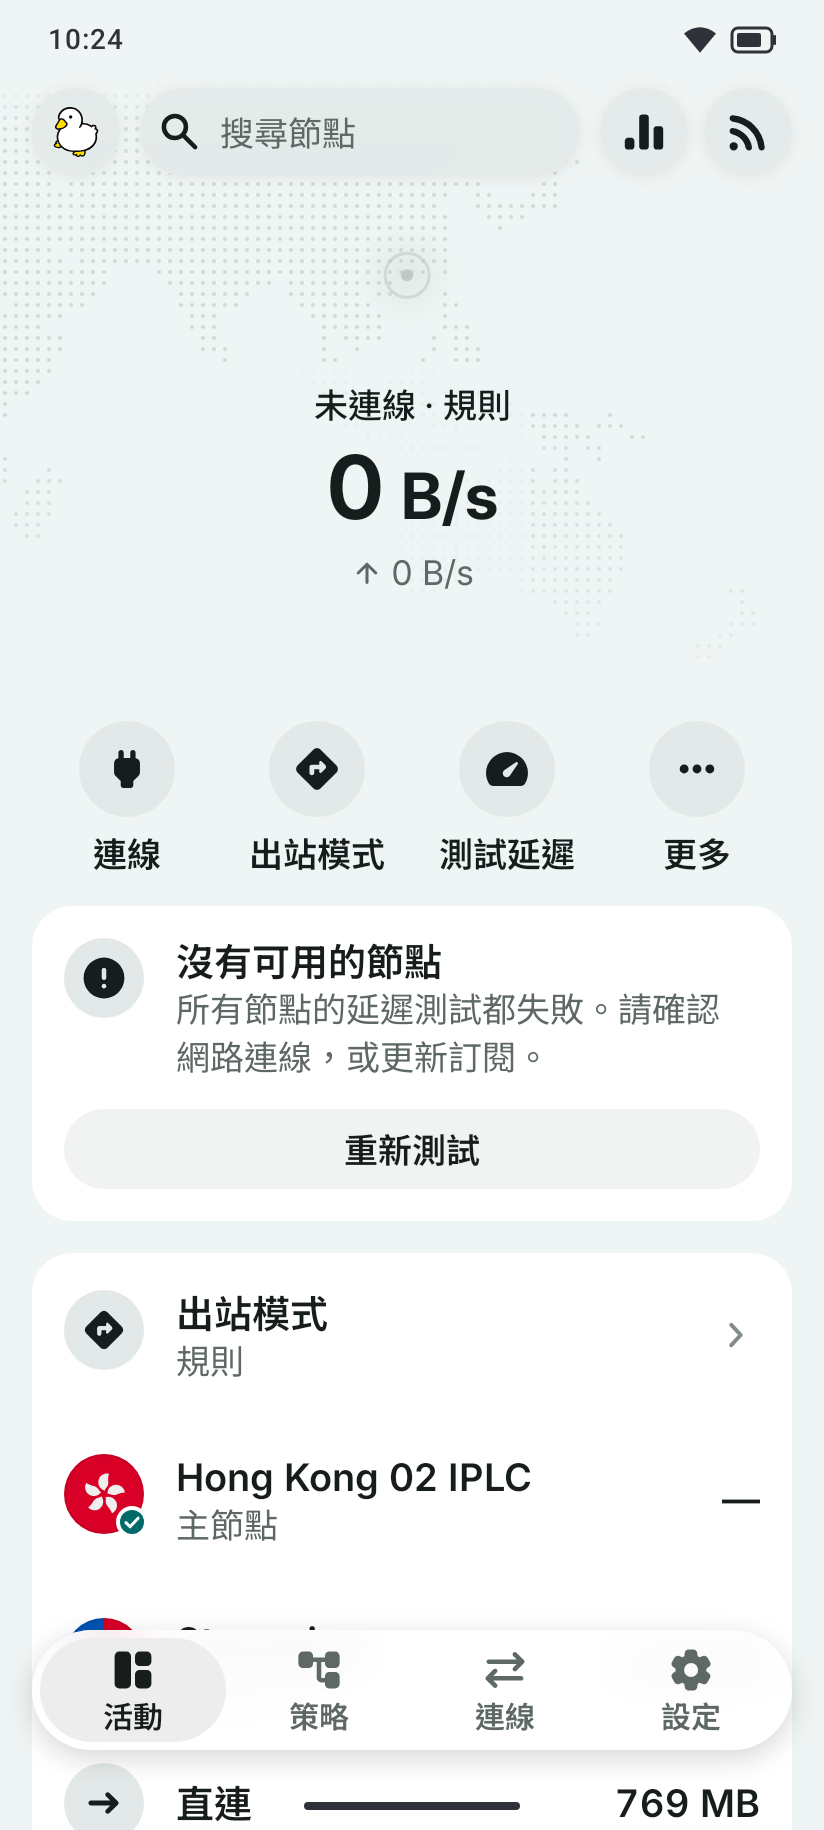 10:24
搜尋節點
未連線 · 規則
0 B/s
↑ 0 B/s
連線
出站模式
測試延遲
更多
沒有可用的節點
所有節點的延遲測試都失敗。請確認
網路連線，或更新訂閱。
重新測試
出站模式
規則
Hong Kong 02 IPLC
—
主節點
活動
策略
連線
設定
直連
769 MB